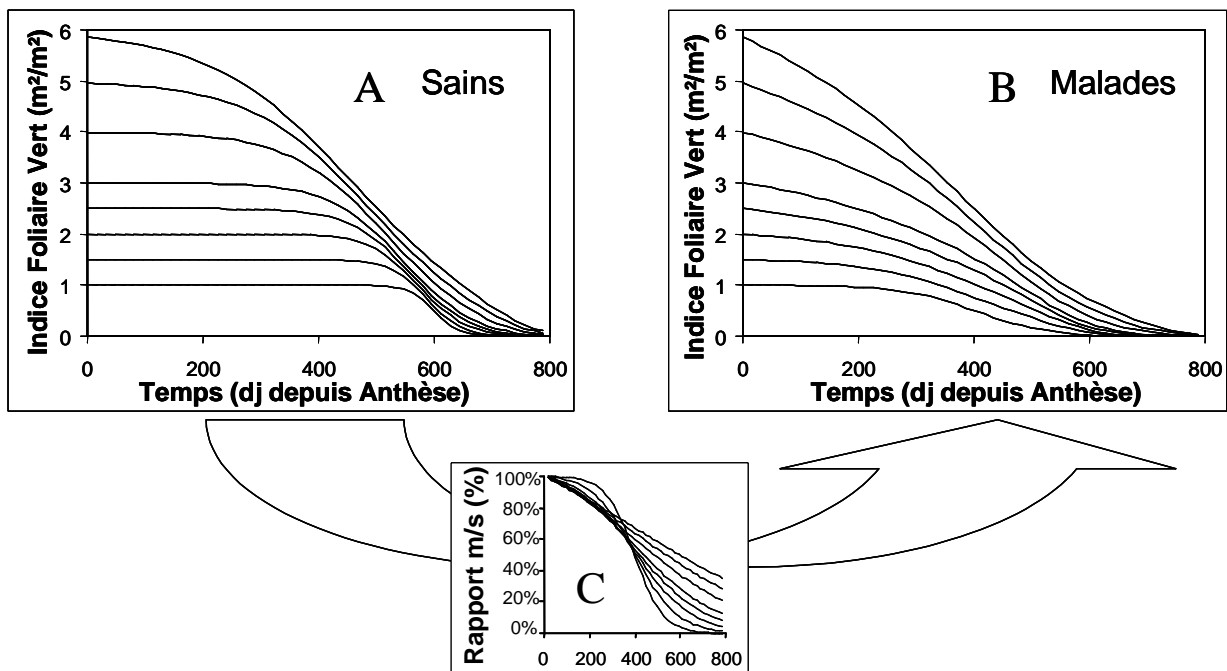 A Sains
Indice Foliaire Vert (m²/m²)
6
5
4
3
2
1
0
0 200 400 600 800
Temps (dj depuis Anthèse)
B Malades
Indice Foliaire Vert (m²/m²)
6
5
4
3
2
1
0
0 200 400 600 800
Temps (dj depuis Anthèse)
C
Rapport m/s (%)
100%
80%
60%
40%
20%
0%
0 200 400 600 800